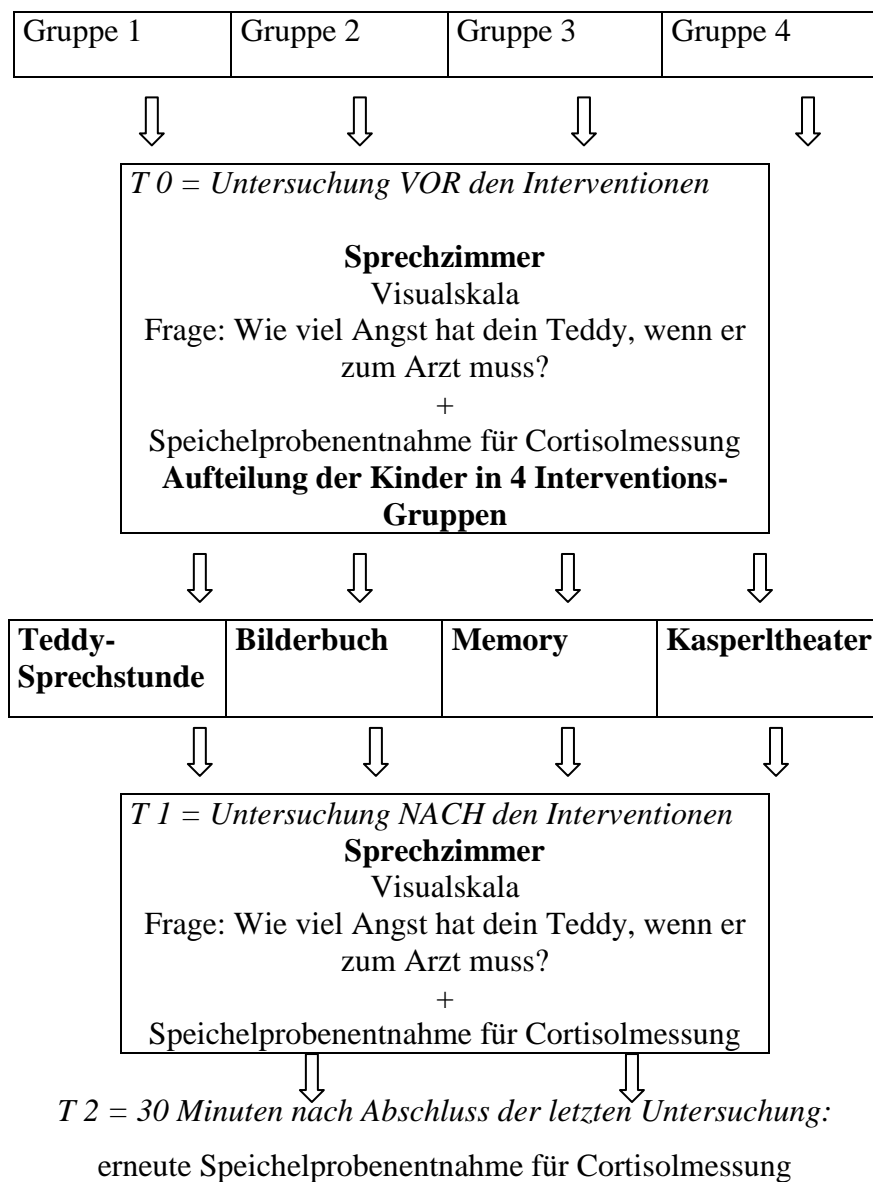 Gruppe 1 Gruppe 2 Gruppe 3 Gruppe 4
T 0 = Untersuchung VOR den Interventionen
Sprechzimmer
Visualskala
Frage: Wie viel Angst hat dein Teddy, wenn er
zum Arzt muss?
+
Speichelprobenentnahme für Cortisolmessung
Aufteilung der Kinder in 4 Interventions-
Gruppen
Teddy-
Sprechstunde
Bilderbuch
Memory
Kasperltheater
T 1 = Untersuchung NACH den Interventionen
Sprechzimmer
Visualskala
Frage: Wie viel Angst hat dein Teddy, wenn er
zum Arzt muss?
+
Speichelprobenentnahme für Cortisolmessung
T 2 = 30 Minuten nach Abschluss der letzten Untersuchung:
erneute Speichelprobenentnahme für Cortisolmessung